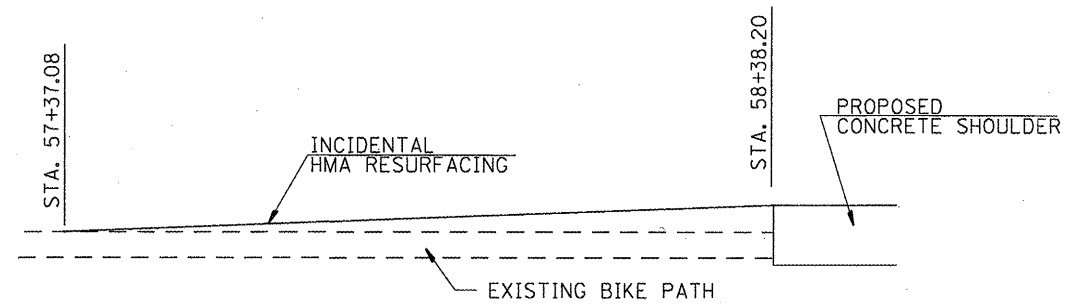 STA. 57+37.08
INCIDENTAL
HMA RESURFACING
STA. 58+38.20
PROPOSED
CONCRETE SHOULDER
EXISTING BIKE PATH